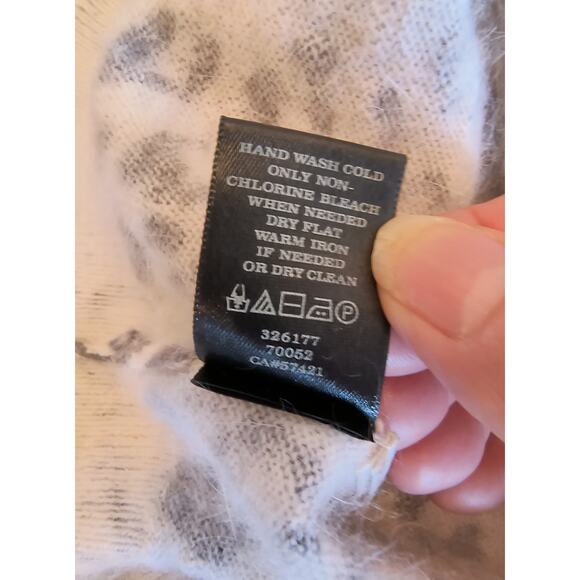 HAND WASH COLD
ONLY NON-
CHLORINE BLEACH
WHEN NEEDED
DRY FLAT
WARM IRON
IF NEEDED
OR DRY CLEAN
P
326177
70052
CA#57421